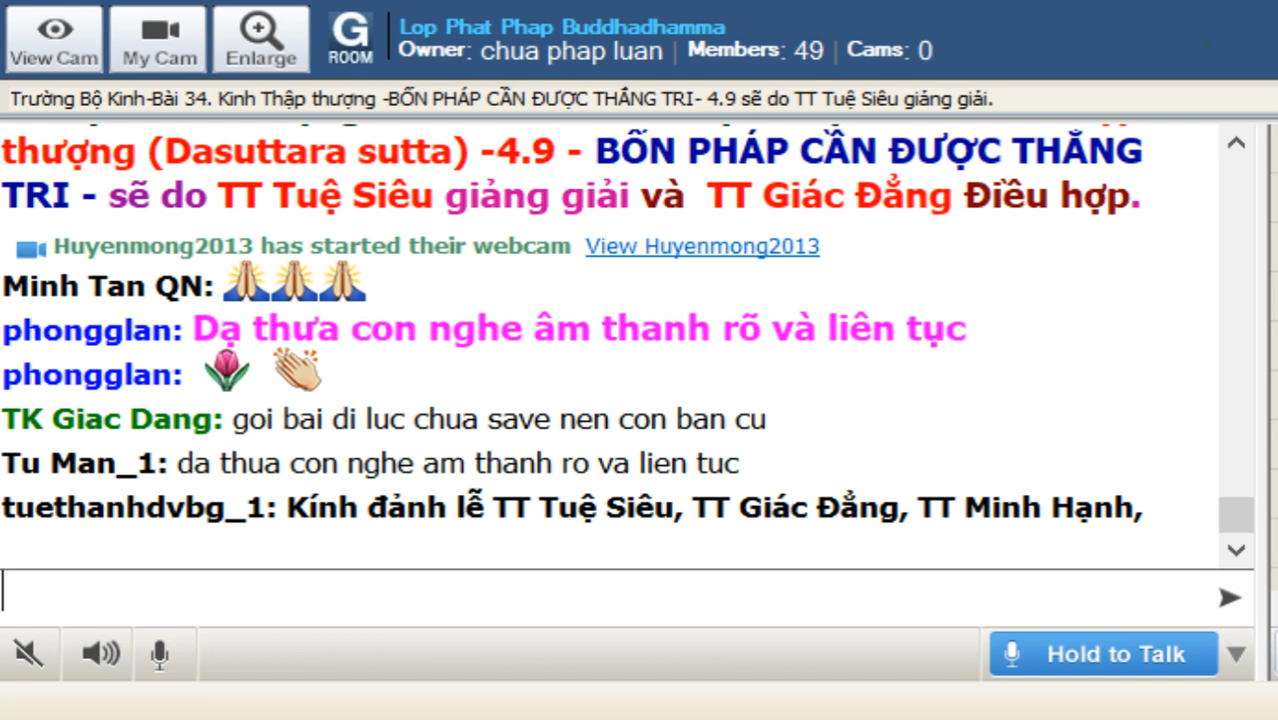 View Cam
My Cam
Enlarge
G
ROOM
Lop Phat Phap Buddhadhamma
Owner: chua phap luan | Members: 49 | Cams: 0
Trường Bộ Kinh-Bài 34. Kinh Thập thượng -BỐN PHÁP CẦN ĐƯỢC THẮNG TRI- 4.9 sẽ do TT Tuệ Siêu giảng giải.
thượng (Dasuttara sutta) -4.9 - BỐN PHÁP CẦN ĐƯỢC THẮNG
TRI - sẽ do TT Tuệ Siêu giảng giải và TT Giác Đẳng Điều hợp.
Huyenmong2013 has started their webcam View Huyenmong2013
Minh Tan QN:
phongglan: Dạ thưa con nghe âm thanh rõ và liên tục
phongglan:
TK Giac Dang: goi bai di luc chua save nen con ban cu
Tu Man_1: da thua con nghe am thanh ro va lien tuc
tuethanhdvbg_1: Kính đảnh lễ TT Tuệ Siêu, TT Giác Đẳng, TT Minh Hạnh,
Hold to Talk